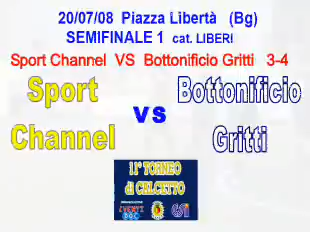 20/07/08 Piazza Libertà (Bg)
SEMIFINALE 1 cat. LIBERI
Sport Channel VS Bottonificio Gritti 3-4
Sport
Channel
VS
Bottonificio
Gritti
11° TORNEO
di CALCETTO